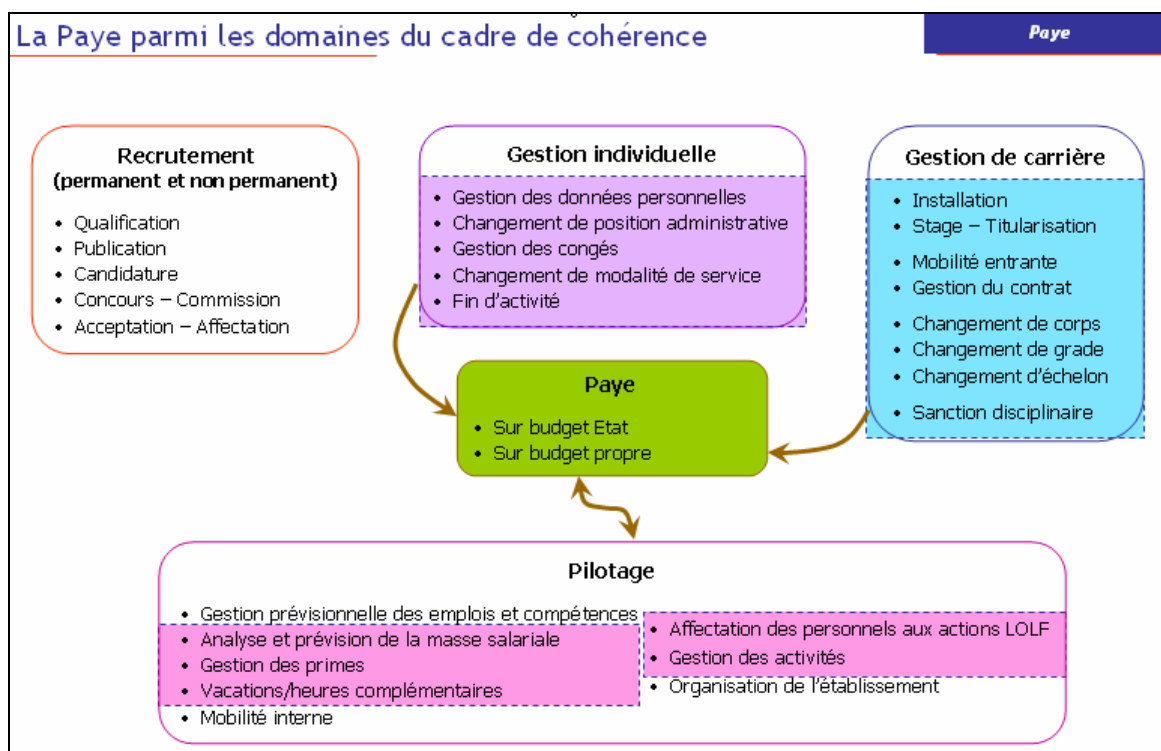 La Paye parmi les domaines du cadre de cohérence
Paye
Recrutement
(permanent et non permanent)
• Qualification
• Publication
• Candidature
• Concours – Commission
• Acceptation – Affectation
Gestion individuelle
• Gestion des données personnelles
• Changement de position administrative
• Gestion des congés
• Changement de modalité de service
• Fin d'activité
Gestion de carrière
• Installation
• Stage – Titularisation
• Mobilité entrante
• Gestion du contrat
• Changement de corps
• Changement de grade
• Changement d'échelon
• Sanction disciplinaire
Paye
• Sur budget Etat
• Sur budget propre
Pilotage
• Gestion prévisionnelle des emplois et compétences
• Analyse et prévision de la masse salariale
• Gestion des primes
• Vacations/heures complémentaires
• Mobilité interne
• Affectation des personnels aux actions LOLF
• Gestion des activités
• Organisation de l'établissement